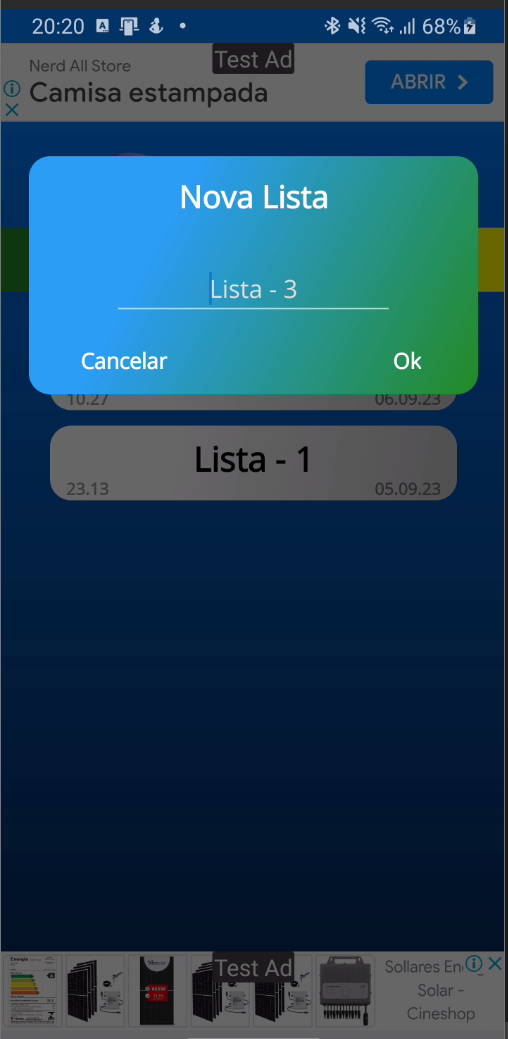 20:20
68%
Test Ad
Nerd All Store
Camisa estampada
ABRIR
Nova Lista
Lista - 3
Cancelar
Ok
10.27
06.09.23
Lista - 1
23.13
05.09.23
Test Ad
Sollares En
Solar -
Cineshop